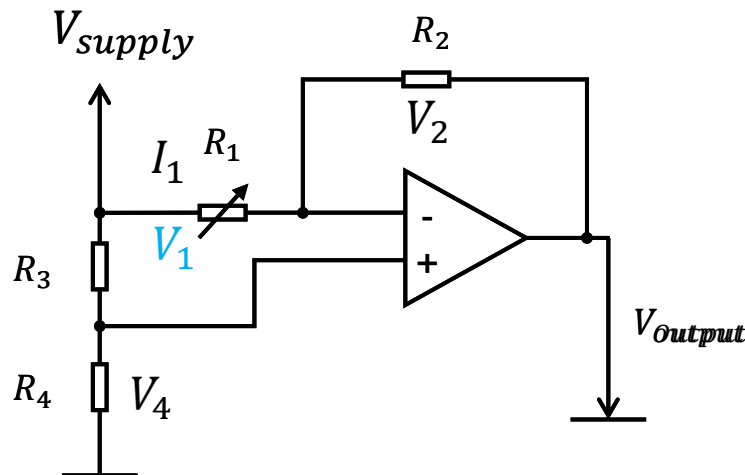 V_supply
R_2
V_2
I_1
R_1
V_1
-
+
R_3
V_Output
R_4
V_4